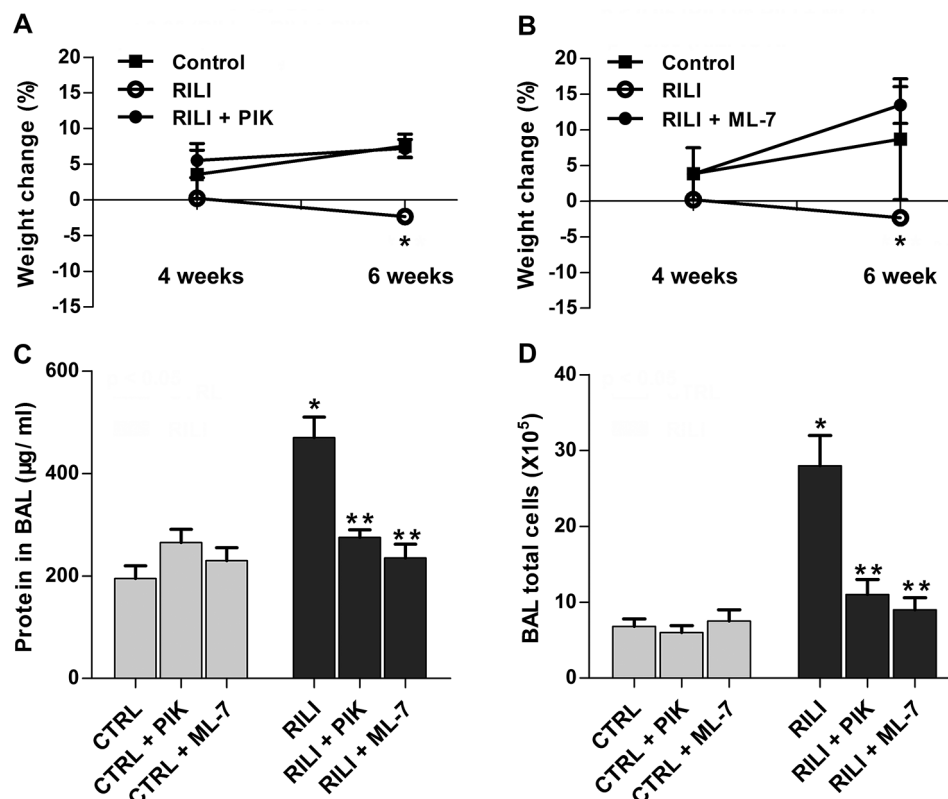 A
20
15
10
5
0
-5
-10
-15
Weight change (%)
Control
RILI
RILI + PIK
*
4 weeks 6 weeks
B
20
15
10
5
0
-5
-10
-15
Weight change (%)
Control
RILI
RILI + ML-7
*
4 weeks 6 week
C
600
400
200
0
Protein in BAL (µg/ ml)
*
**
**
CTRL
CTRL + PIK
CTRL + ML-7
RILI
RILI + PIK
RILI + ML-7
D
40
30
20
10
0
BAL total cells (X10⁵)
*
**
**
CTRL
CTRL + PIK
CTRL + ML-7
RILI
RILI + PIK
RILI + ML-7